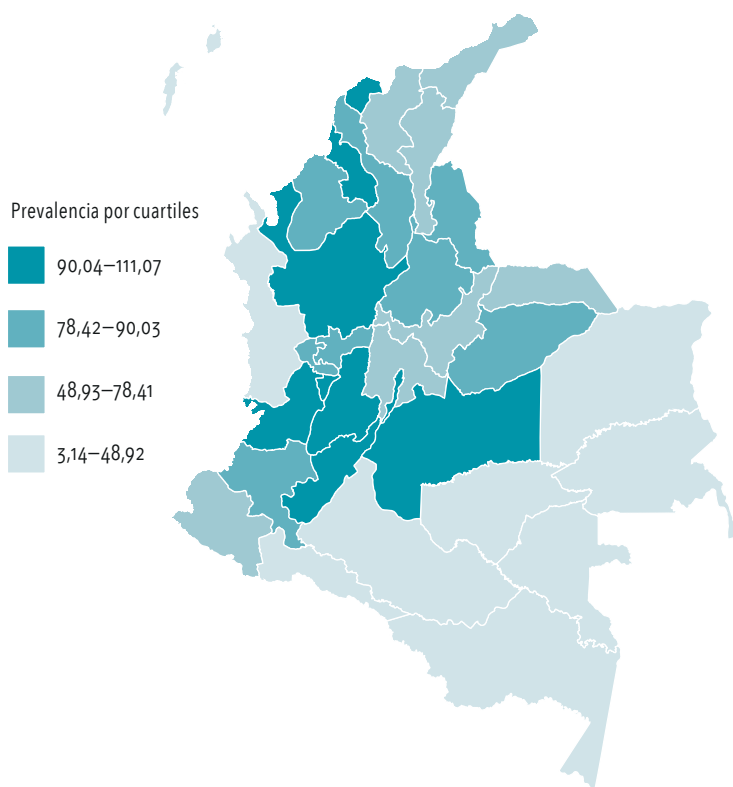 Prevalencia por cuartiles
90,04–111,07
78,42–90,03
48,93–78,41
3,14–48,92